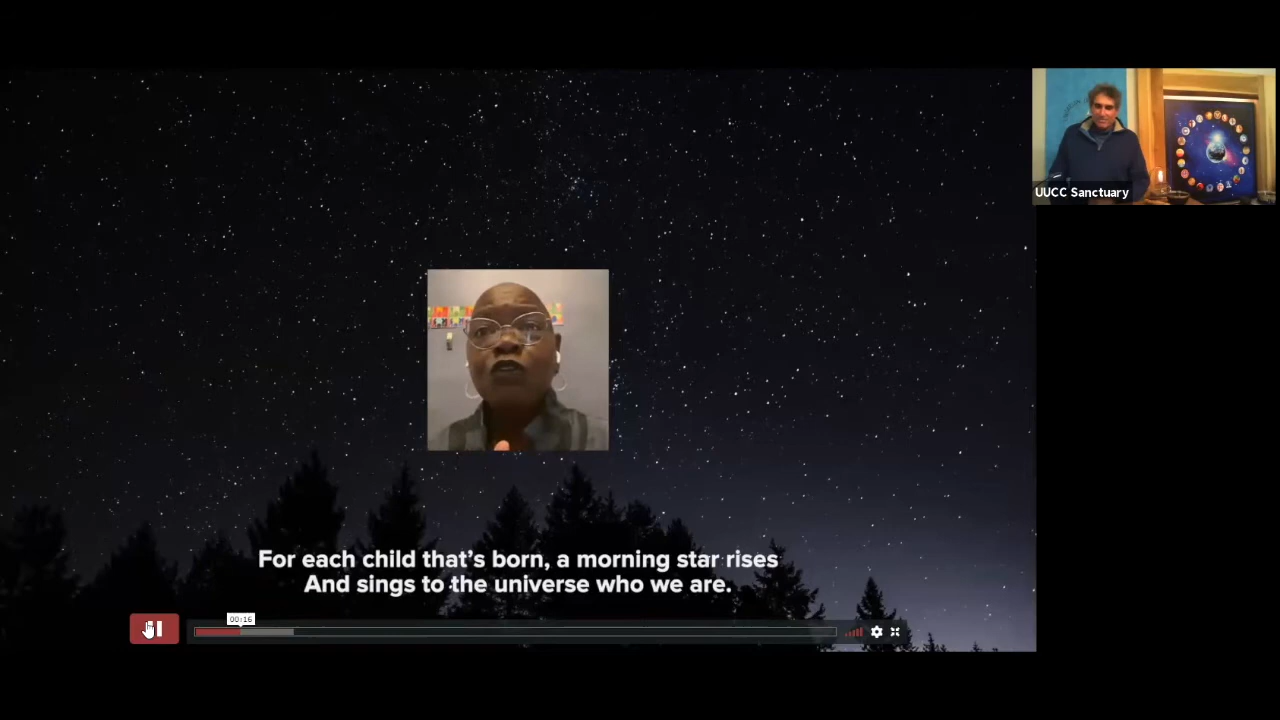 UUCC Sanctuary
For each child that's born, a morning star rises
And sings to the universe who we are.
00:16